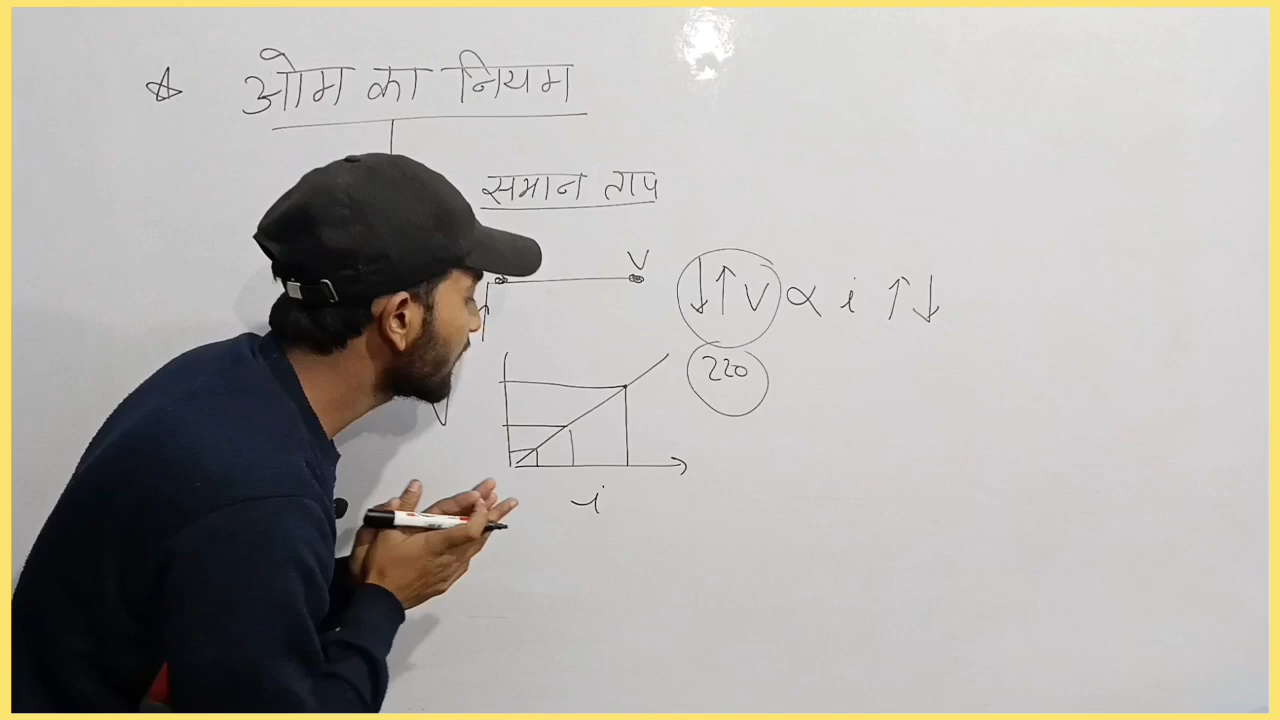 ☆ ओम का नियम
समान ताप
V
↓↑ V ∝ i ↑↓
220
V
i